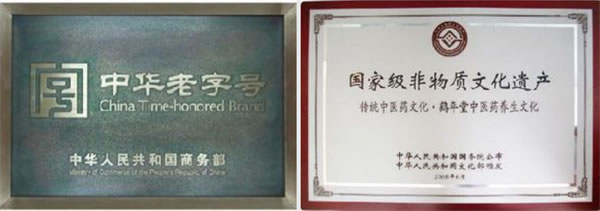 中华老字号
China Time-honored Brand
中华人民共和国商务部
Ministry of Commerce of the People's Republic of China
国家级非物质文化遗产
传统中医药文化·鹤年堂中医药养生文化
中华人民共和国国务院公布
中华人民共和国文化部颁发